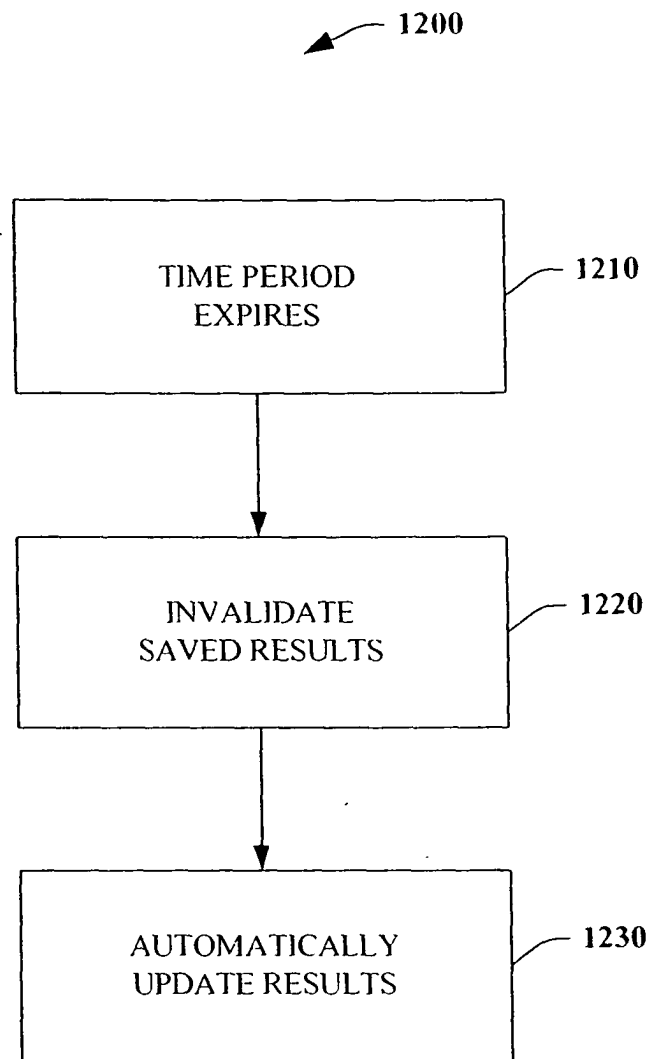 1200
TIME PERIOD
EXPIRES
1210
INVALIDATE
SAVED RESULTS
1220
AUTOMATICALLY
UPDATE RESULTS
1230